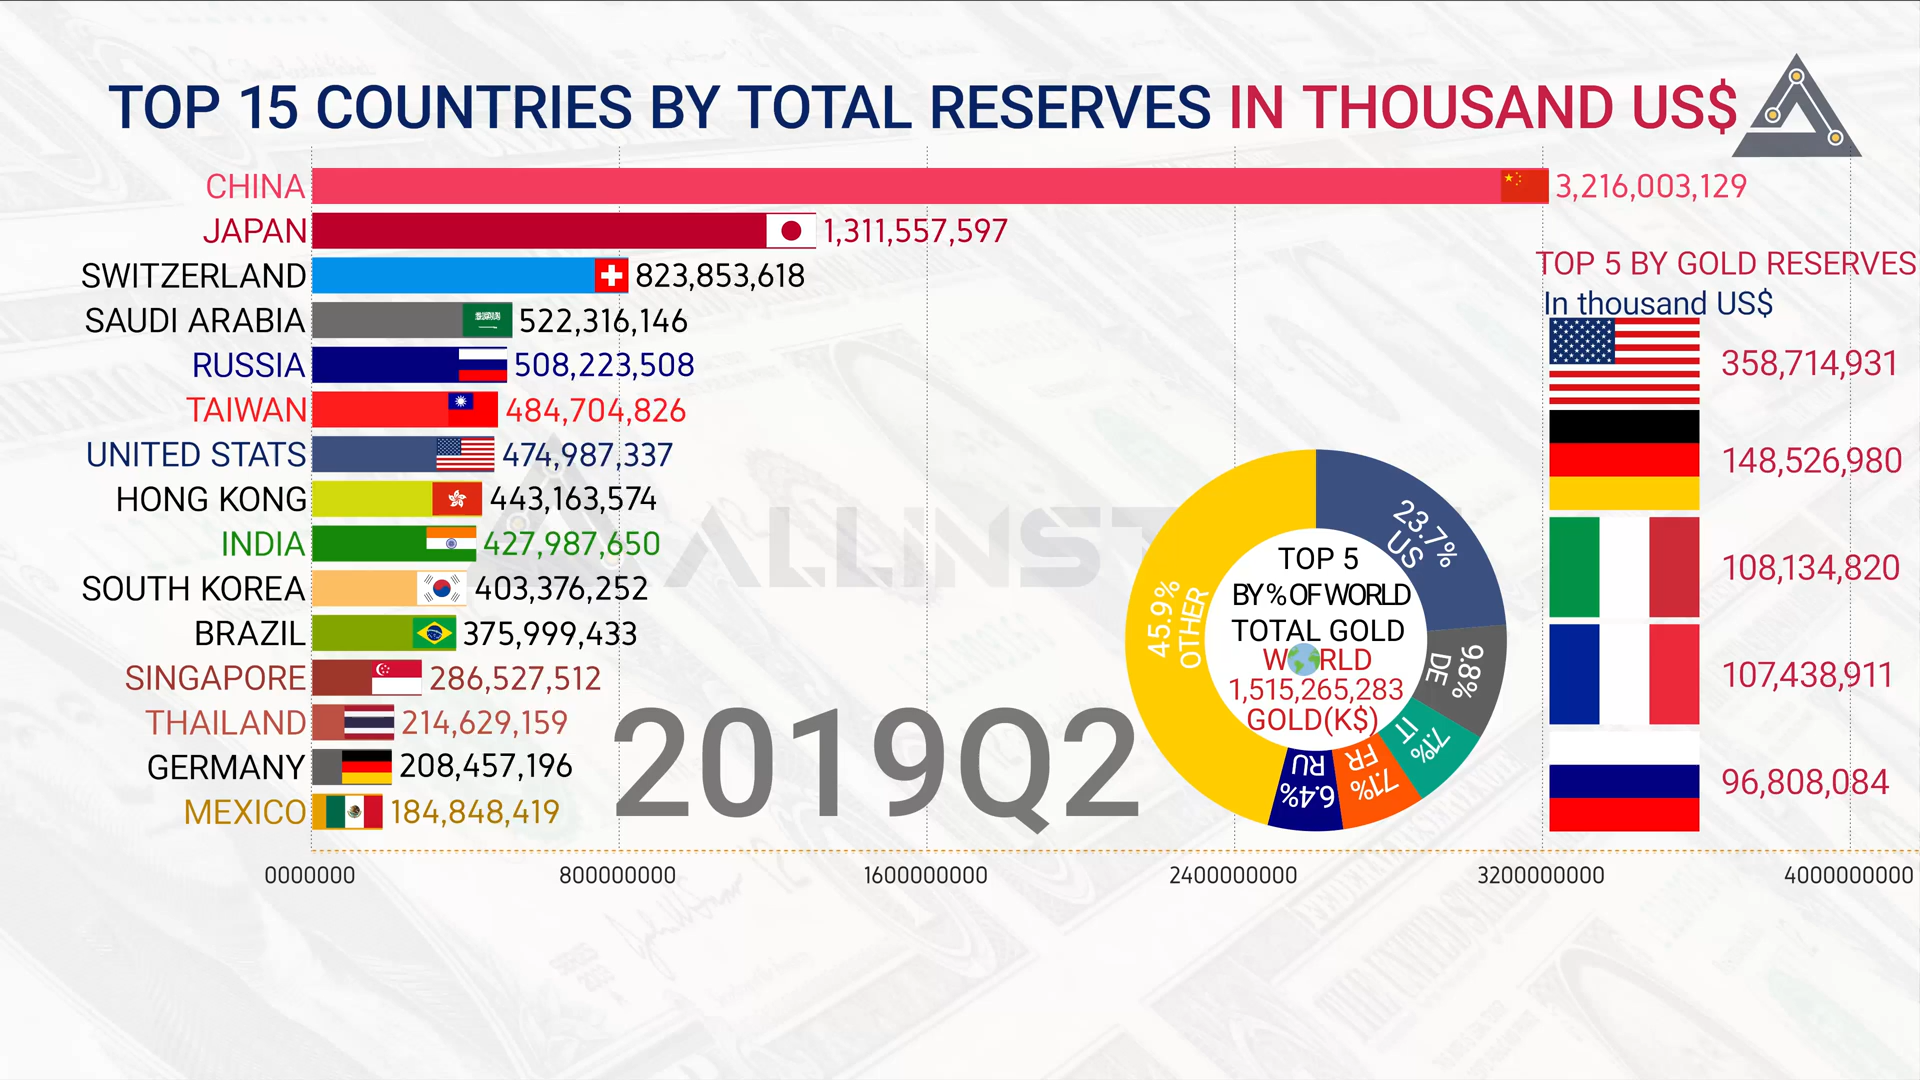 TOP 15 COUNTRIES BY TOTAL RESERVES IN THOUSAND US$
CHINA 3,216,003,129
JAPAN 1,311,557,597
SWITZERLAND 823,853,618
SAUDI ARABIA 522,316,146
RUSSIA 508,223,508
TAIWAN 484,704,826
UNITED STATS 474,987,337
HONG KONG 443,163,574
INDIA 427,987,650
SOUTH KOREA 403,376,252
BRAZIL 375,999,433
SINGAPORE 286,527,512
THAILAND 214,629,159
GERMANY 208,457,196
MEXICO 184,848,419
0000000 800000000 1600000000 2400000000 3200000000 4000000000
2019Q2
ALLINST
TOP 5
BY % OF WORLD
TOTAL GOLD
W RLD
1,515,265,283
GOLD(K$)
23.7%
US
9.8%
DE
7.1%
IT
7.1%
FR
6.4%
RU
45.9%
OTHER
TOP 5 BY GOLD RESERVES
In thousand US$
358,714,931
148,526,980
108,134,820
107,438,911
96,808,084